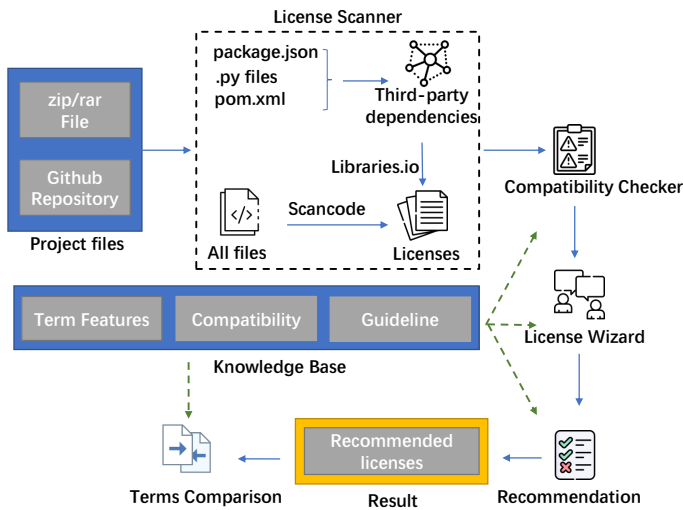 License Scanner
package.json
.py files
pom.xml
Third-party
dependencies
zip/rar
File
Github
Repository
Project files
Libraries.io
Scancode
All files
Licenses
Compatibility Checker
Term Features
Compatibility
Guideline
Knowledge Base
License Wizard
Recommended
licenses
Result
Terms Comparison
Recommendation